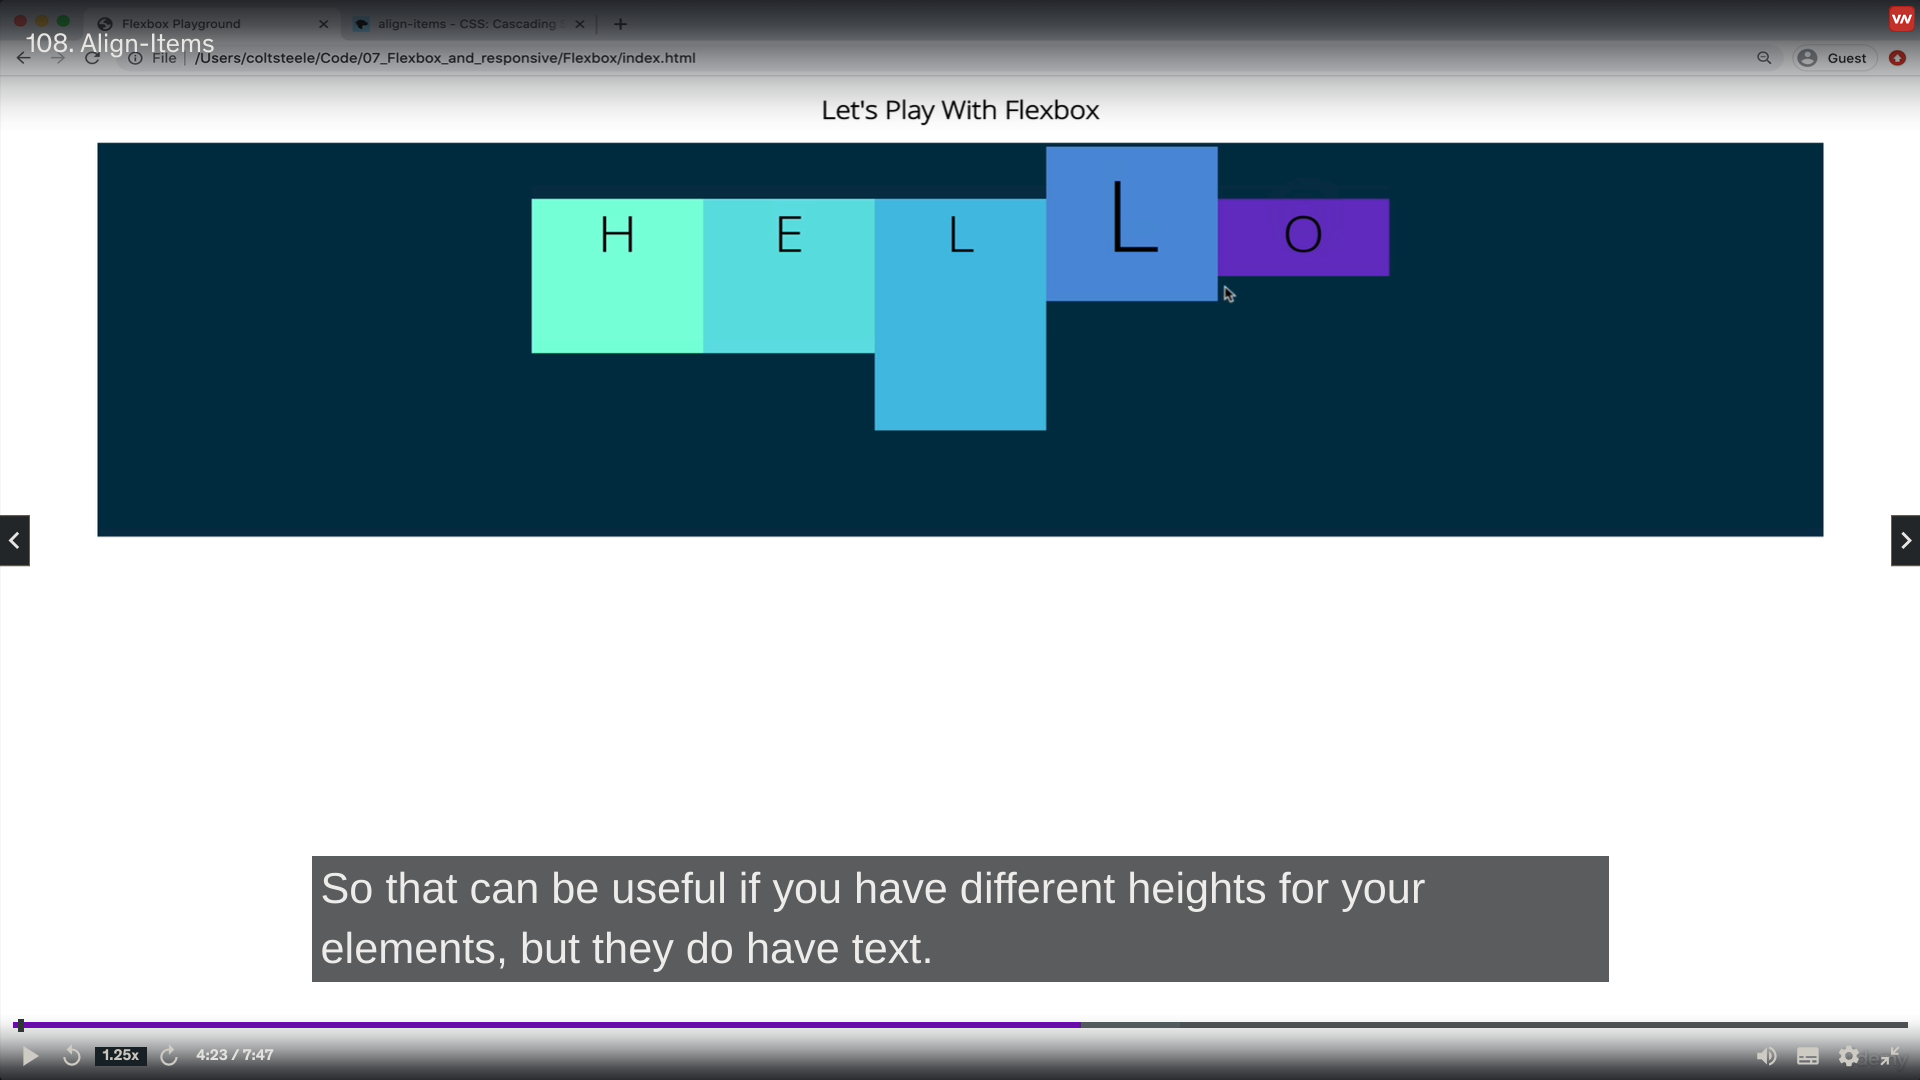 Flexbox Playground
align-items - CSS: Cascading
108. Align-Items
File
/Users/coltsteele/Code/07_Flexbox_and_responsive/Flexbox/index.html
Guest
Let's Play With Flexbox
H E L L O
So that can be useful if you have different heights for your
elements, but they do have text.
1.25x
4:23 / 7:47